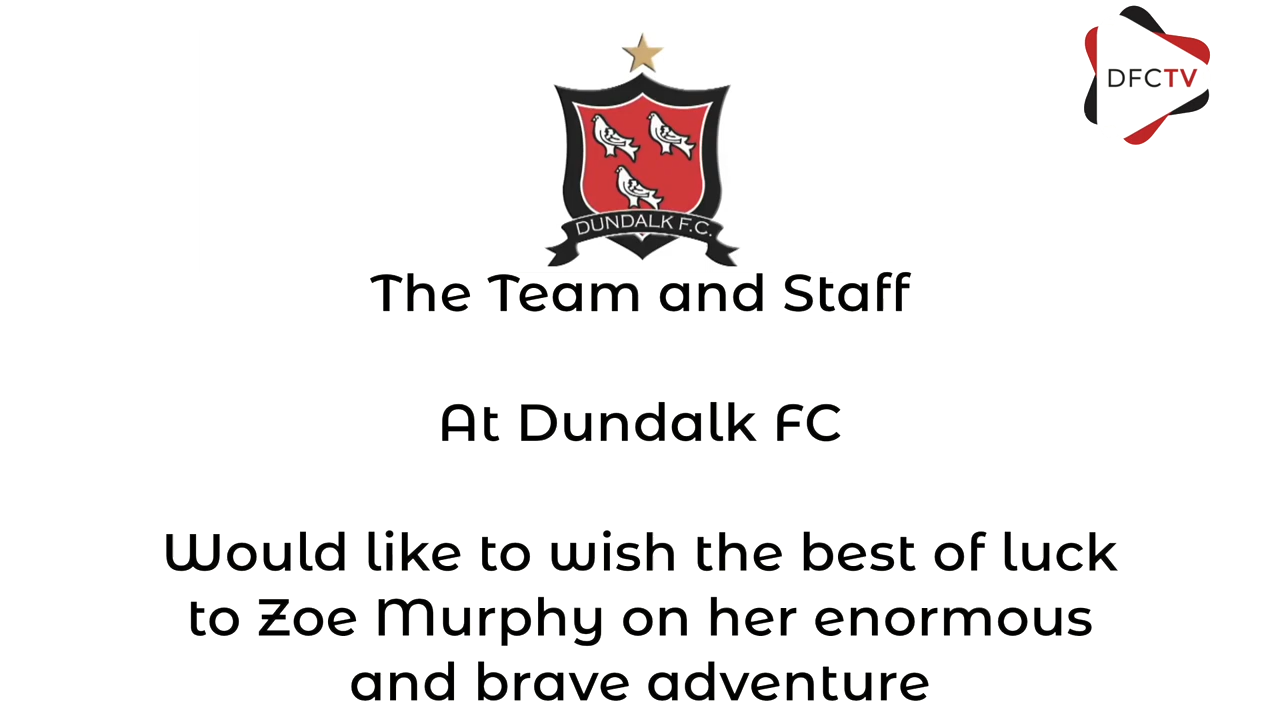 DFCTV
DUNDALK F.C.
The Team and Staff
At Dundalk FC
Would like to wish the best of luck
to Zoe Murphy on her enormous
and brave adventure